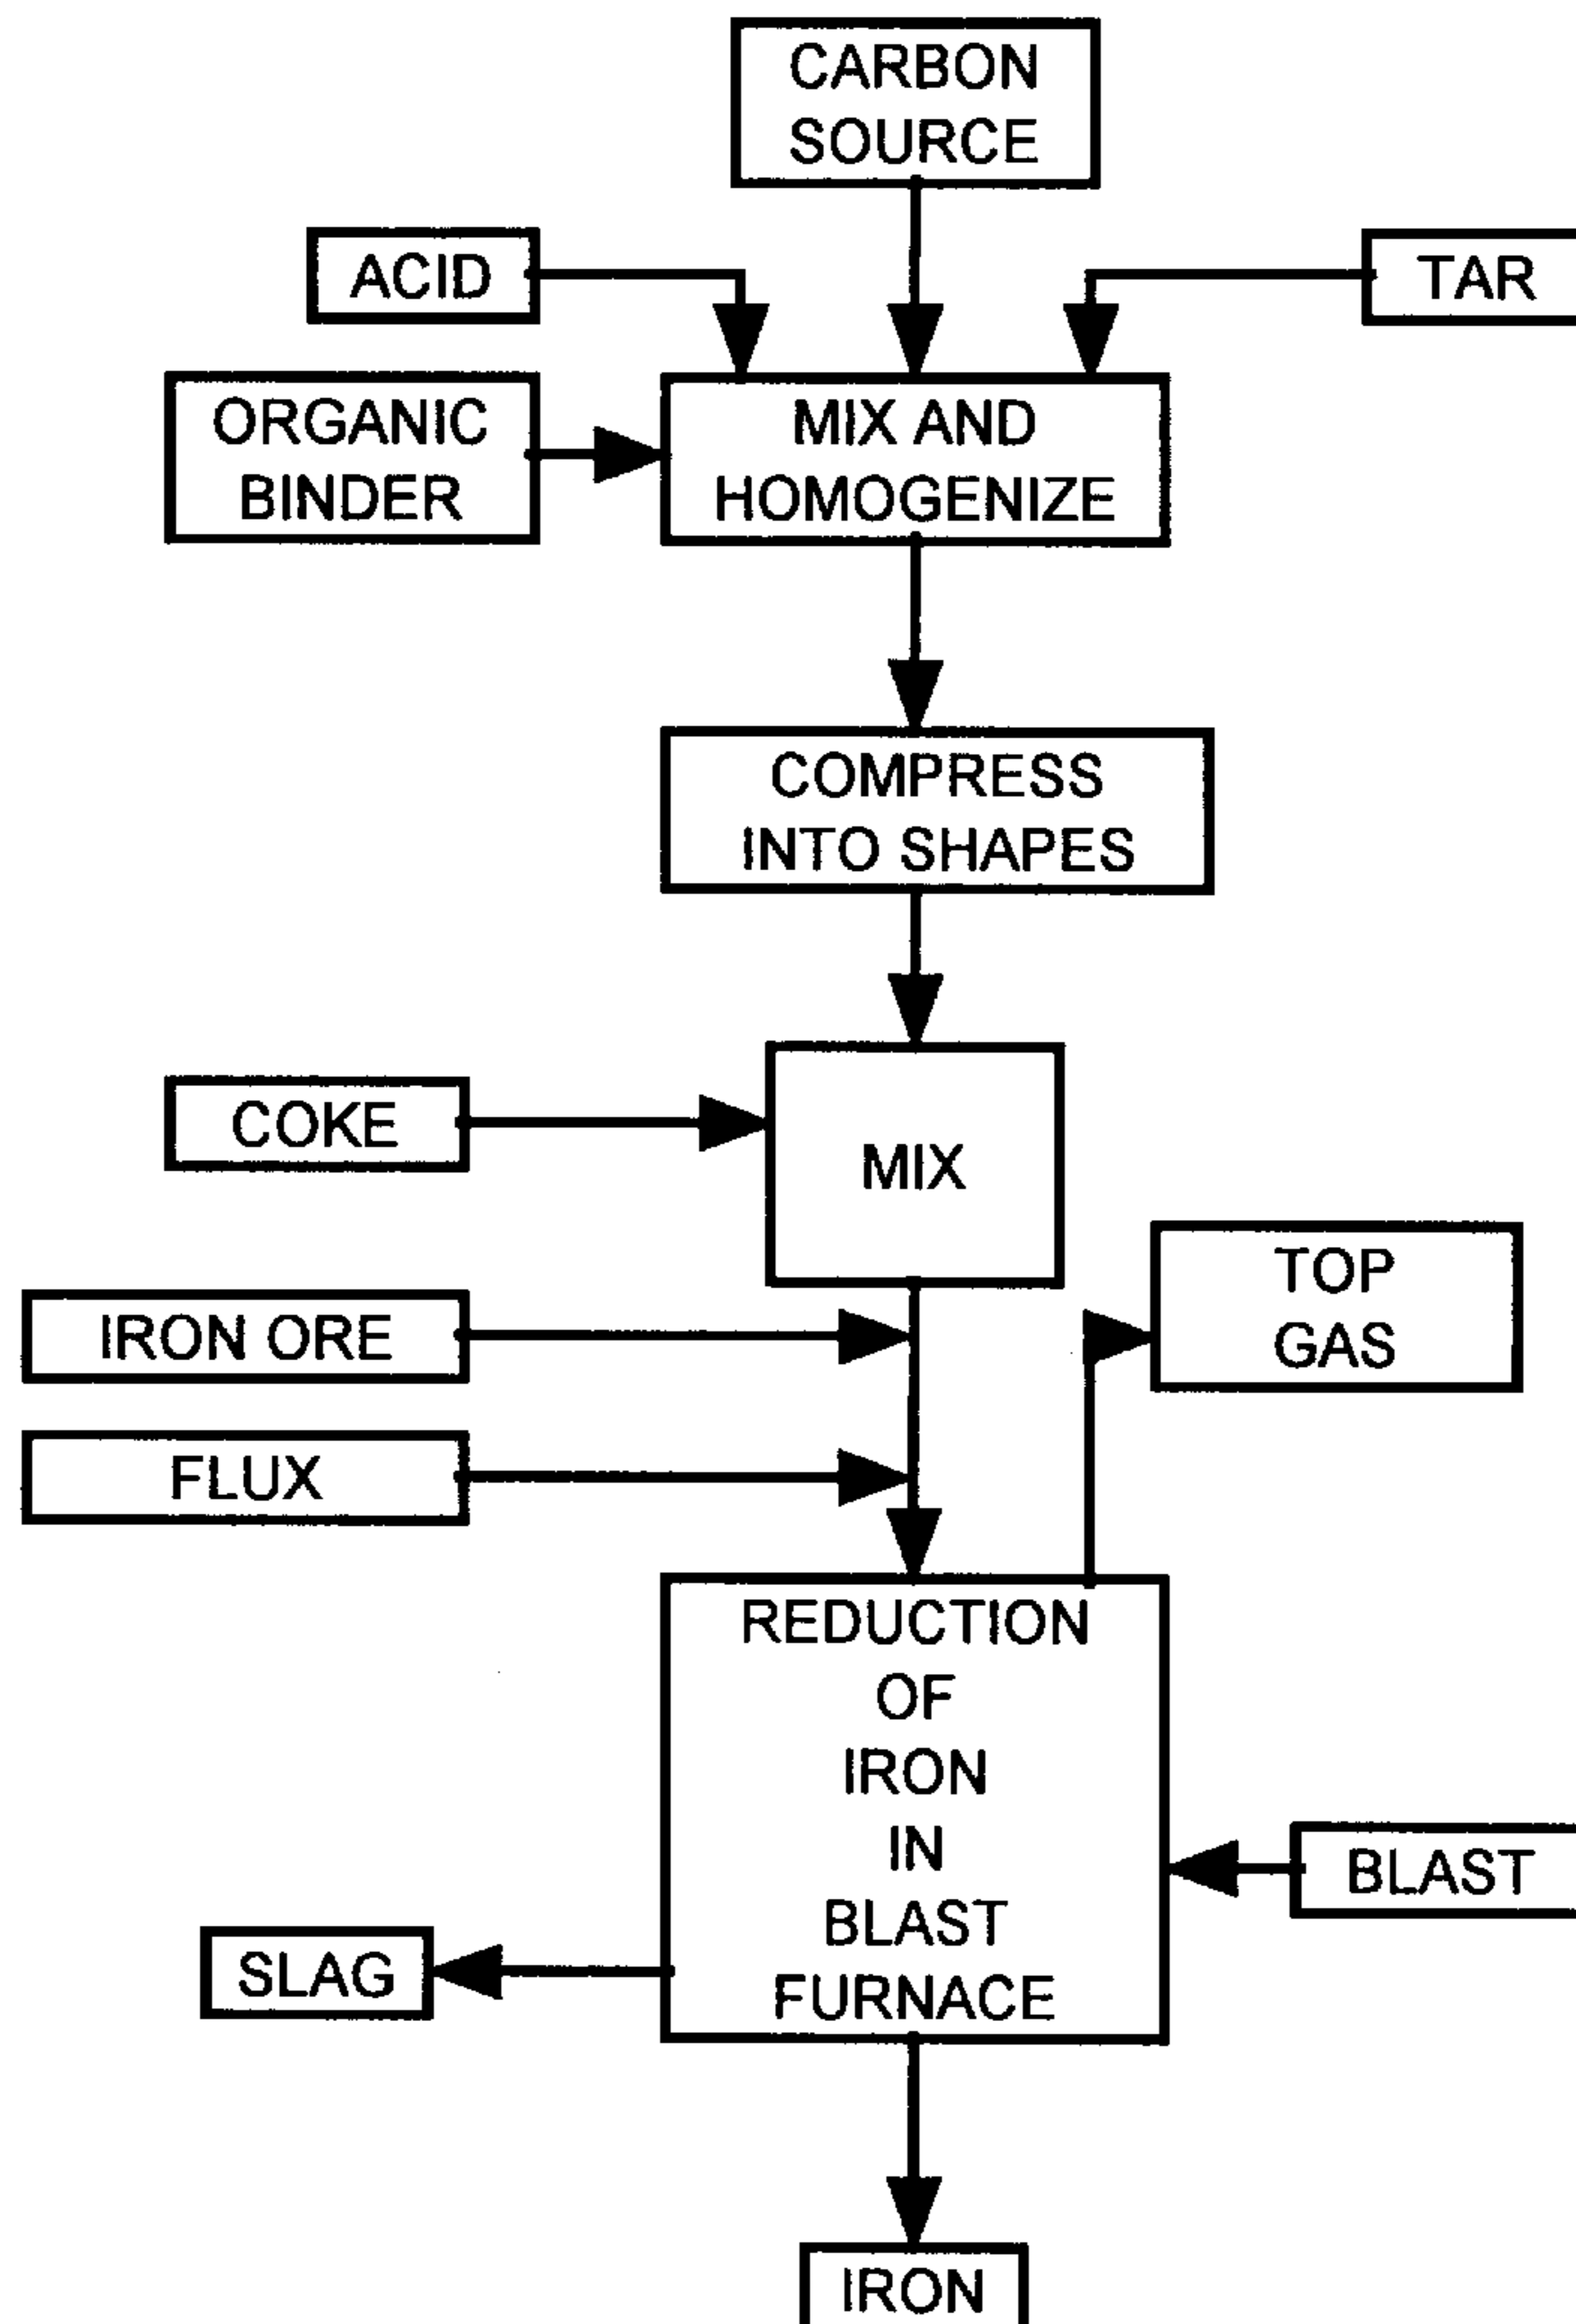 CARBON
SOURCE
ACID
TAR
ORGANIC
BINDER
MIX AND
HOMOGENIZE
COMPRESS
INTO SHAPES
COKE
MIX
TOP
GAS
IRON ORE
FLUX
REDUCTION
OF
IRON
IN
BLAST
FURNACE
BLAST
SLAG
IRON